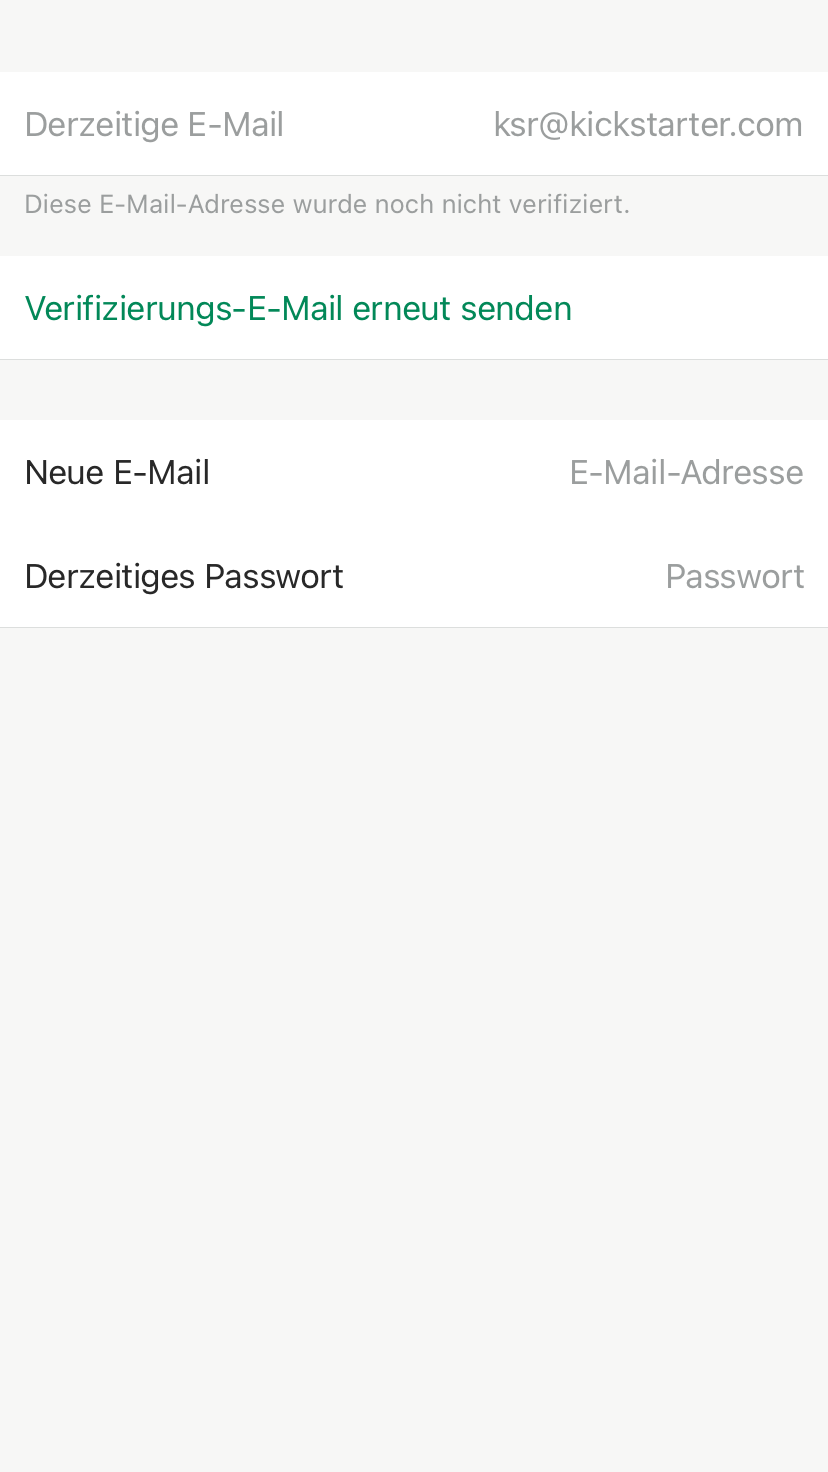 Derzeitige E-Mail ksr@kickstarter.com
Diese E-Mail-Adresse wurde noch nicht verifiziert.
Verifizierungs-E-Mail erneut senden
Neue E-Mail E-Mail-Adresse
Derzeitiges Passwort Passwort